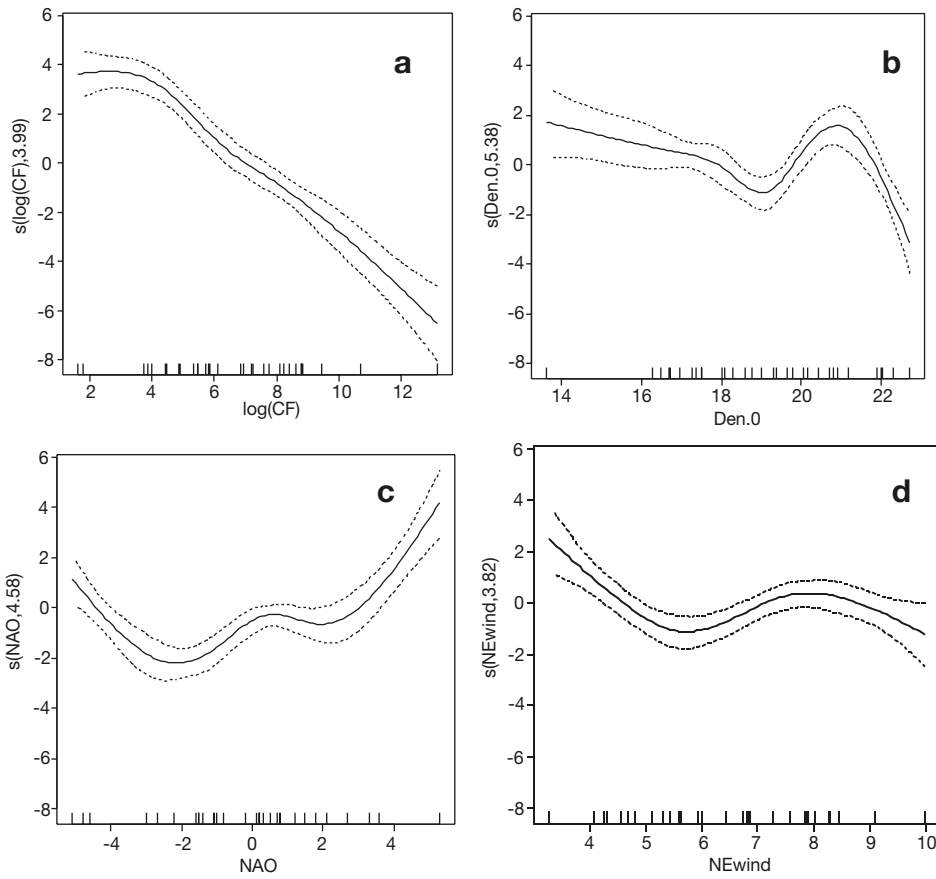 a
6
4
2
0
-2
-4
-6
-8
s(log(CF),3.99)
2 4 6 8 10 12
log(CF)
b
6
4
2
0
-2
-4
-6
-8
s(Den.0,5.38)
14 16 18 20 22
Den.0
c
6
4
2
0
-2
-4
-6
-8
s(NAO,4.58)
-4 -2 0 2 4
NAO
d
6
4
2
0
-2
-4
-6
-8
s(NEwind,3.82)
4 5 6 7 8 9 10
NEwind